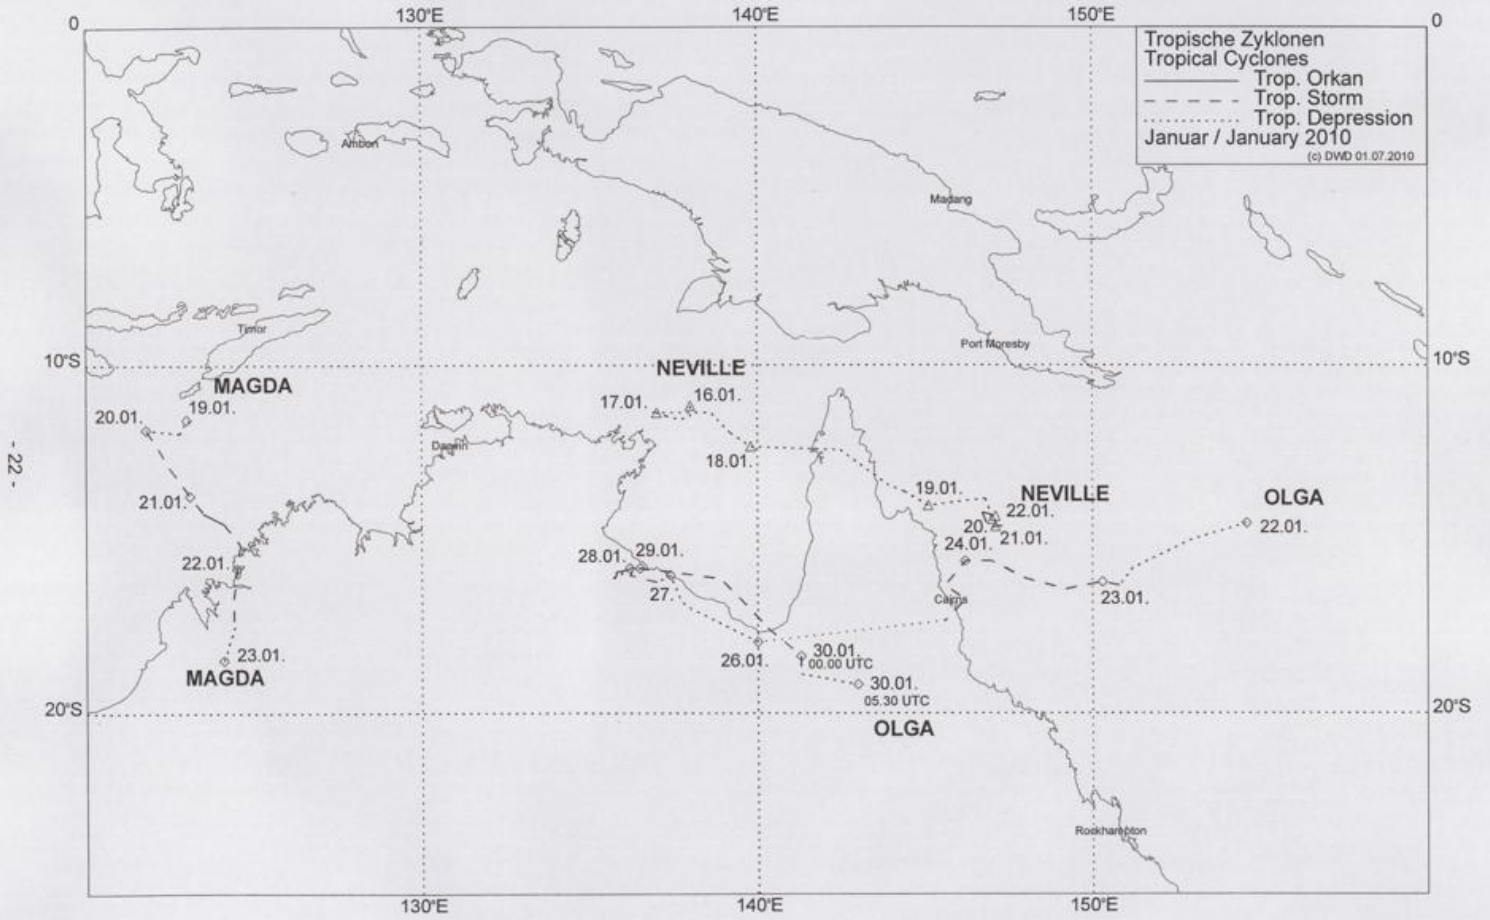 130°E 140°E 150°E
0 0
Tropische Zyklonen
Tropical Cyclones
Trop. Orkan
Trop. Storm
Trop. Depression
Januar / January 2010
(c) DWD 01.07.2010
Ambon
Madang
Timor
Port Moresby
10°S 10°S
NEVILLE
MAGDA
17.01. 16.01.
20.01. 19.01.
Darwin
18.01.
- 22 -
21.01. 19.01. NEVILLE OLGA
22.01.
20. 22.01.
21.01.
24.01.
28.01. 29.01.
22.01.
27. Cairns 23.01.
23.01. 26.01. 30.01.
00.00 UTC
MAGDA
30.01.
05.30 UTC
20°S 20°S
OLGA
Rockhampton
130°E 140°E 150°E